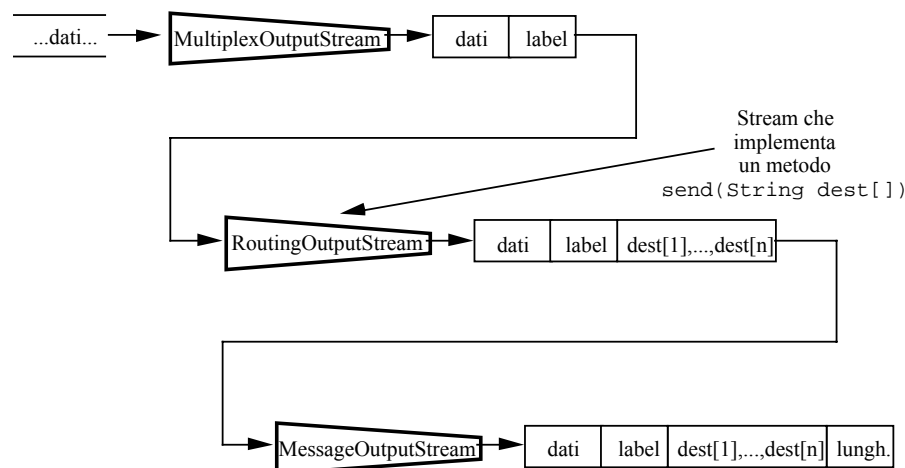 ...dati...
MultiplexOutputStream
dati
label
Stream che
implementa
un metodo
send(String dest[])
RoutingOutputStream
dati
label
dest[1],...,dest[n]
MessageOutputStream
dati
label
dest[1],...,dest[n]
lungh.